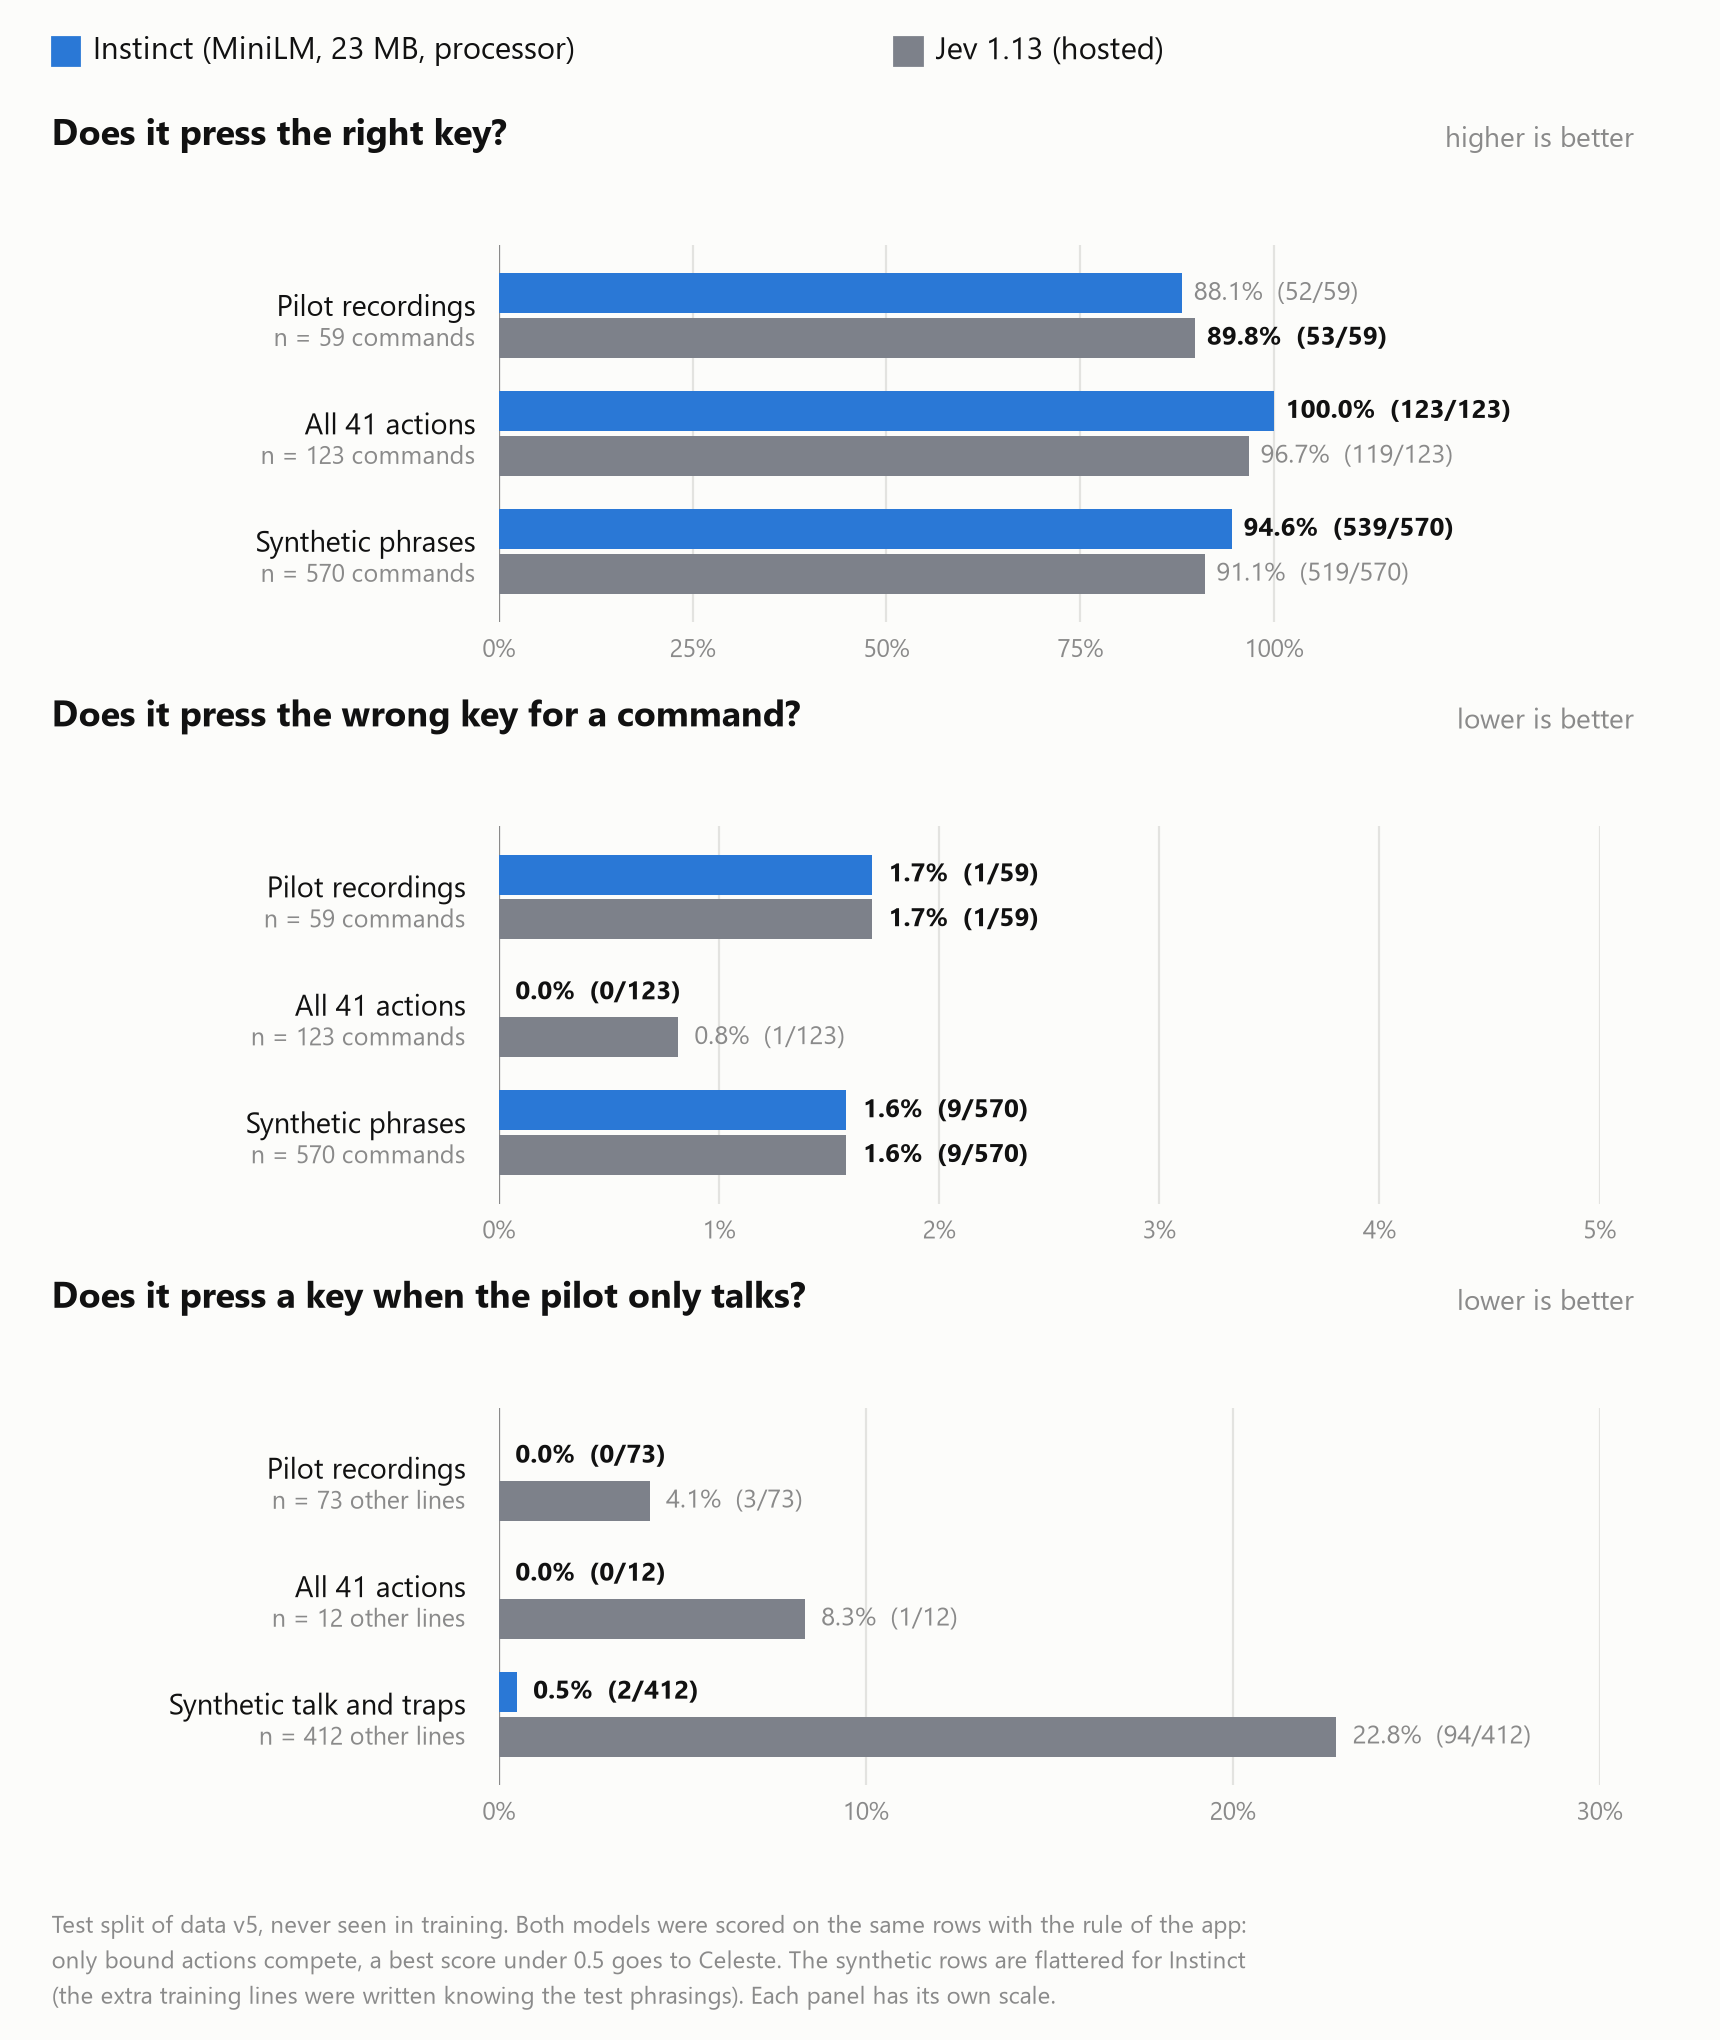 Instinct (MiniLM, 23 MB, processor)
Jev 1.13 (hosted)
Does it press the right key?
higher is better
Pilot recordings
n = 59 commands
88.1% (52/59)
89.8% (53/59)
All 41 actions
n = 123 commands
100.0% (123/123)
96.7% (119/123)
Synthetic phrases
n = 570 commands
94.6% (539/570)
91.1% (519/570)
0%
25%
50%
75%
100%
Does it press the wrong key for a command?
lower is better
Pilot recordings
n = 59 commands
1.7% (1/59)
1.7% (1/59)
All 41 actions
n = 123 commands
0.0% (0/123)
0.8% (1/123)
Synthetic phrases
n = 570 commands
1.6% (9/570)
1.6% (9/570)
0%
1%
2%
3%
4%
5%
Does it press a key when the pilot only talks?
lower is better
Pilot recordings
n = 73 other lines
0.0% (0/73)
4.1% (3/73)
All 41 actions
n = 12 other lines
0.0% (0/12)
8.3% (1/12)
Synthetic talk and traps
n = 412 other lines
0.5% (2/412)
22.8% (94/412)
0%
10%
20%
30%
Test split of data v5, never seen in training. Both models were scored on the same rows with the rule of the app:
only bound actions compete, a best score under 0.5 goes to Celeste. The synthetic rows are flattered for Instinct
(the extra training lines were written knowing the test phrasings). Each panel has its own scale.